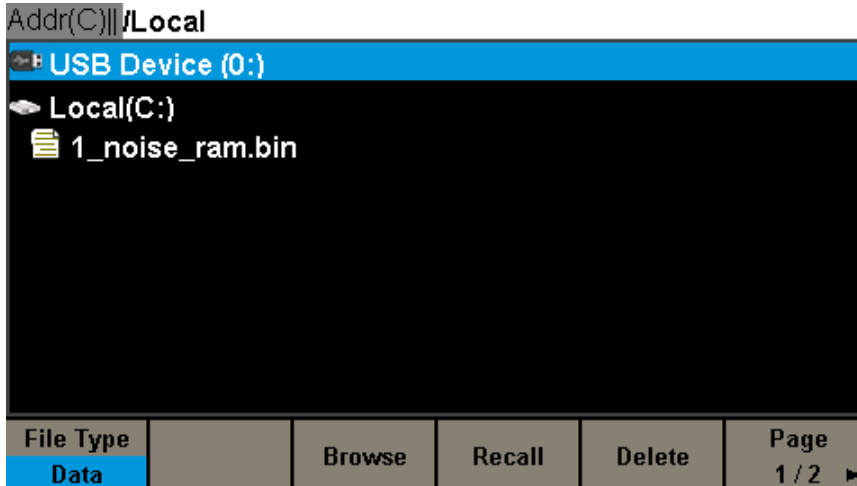 Addr(C)|| /Local
USB Device (0:)
Local(C:)
1_noise_ram.bin
File Type
Data
Browse
Recall
Delete
Page
1 / 2 ►